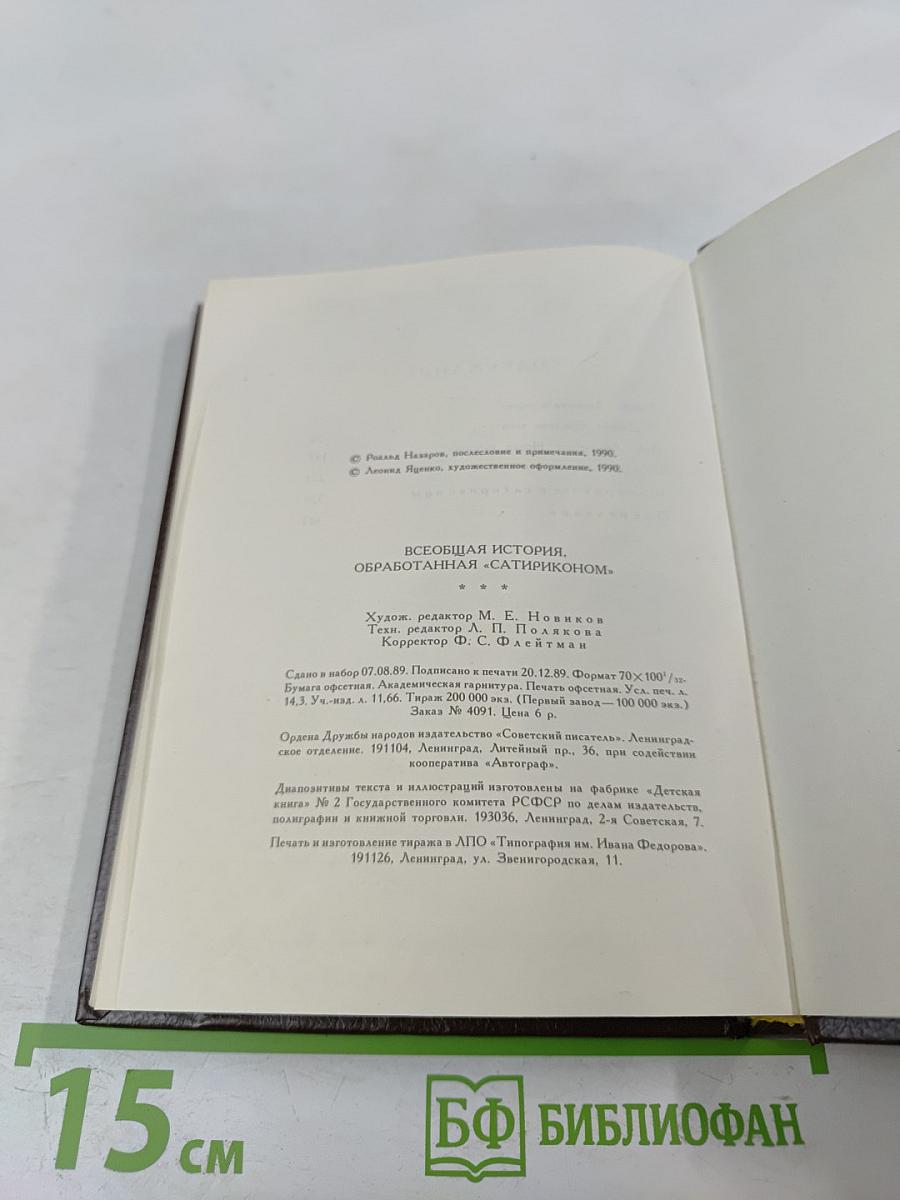 © Роальд Назаров, послесловие и примечания, 1990.
© Леонид Яценко, художественное оформление, 1990.
ВСЕОБЩАЯ ИСТОРИЯ,
ОБРАБОТАННАЯ «САТИРИКОНОМ»
* * *
Худож. редактор М. Е. Новиков
Техн. редактор Л. П. Полякова
Корректор Ф. С. Флейтман
Сдано в набор 07.08.89. Подписано к печати 20.12.89. Формат 70×100¹/₃₂.
Бумага офсетная. Академическая гарнитура. Печать офсетная. Усл. печ. л.
14,3. Уч.-изд. л. 11,66. Тираж 200 000 экз. (Первый завод — 100 000 экз.)
Заказ № 4091. Цена 6 р.
Ордена Дружбы народов издательство «Советский писатель». Ленинград-
ское отделение. 191104, Ленинград, Литейный пр., 36, при содействии
кооператива «Автограф».
Диапозитивы текста и иллюстраций изготовлены на фабрике «Детская
книга» № 2 Государственного комитета РСФСР по делам издательств,
полиграфии и книжной торговли. 193036, Ленинград, 2-я Советская, 7.
Печать и изготовление тиража в ЛПО «Типография им. Ивана Федорова».
191126, Ленинград, ул. Звенигородская, 11.
15 см
БФ БИБЛИОФАН